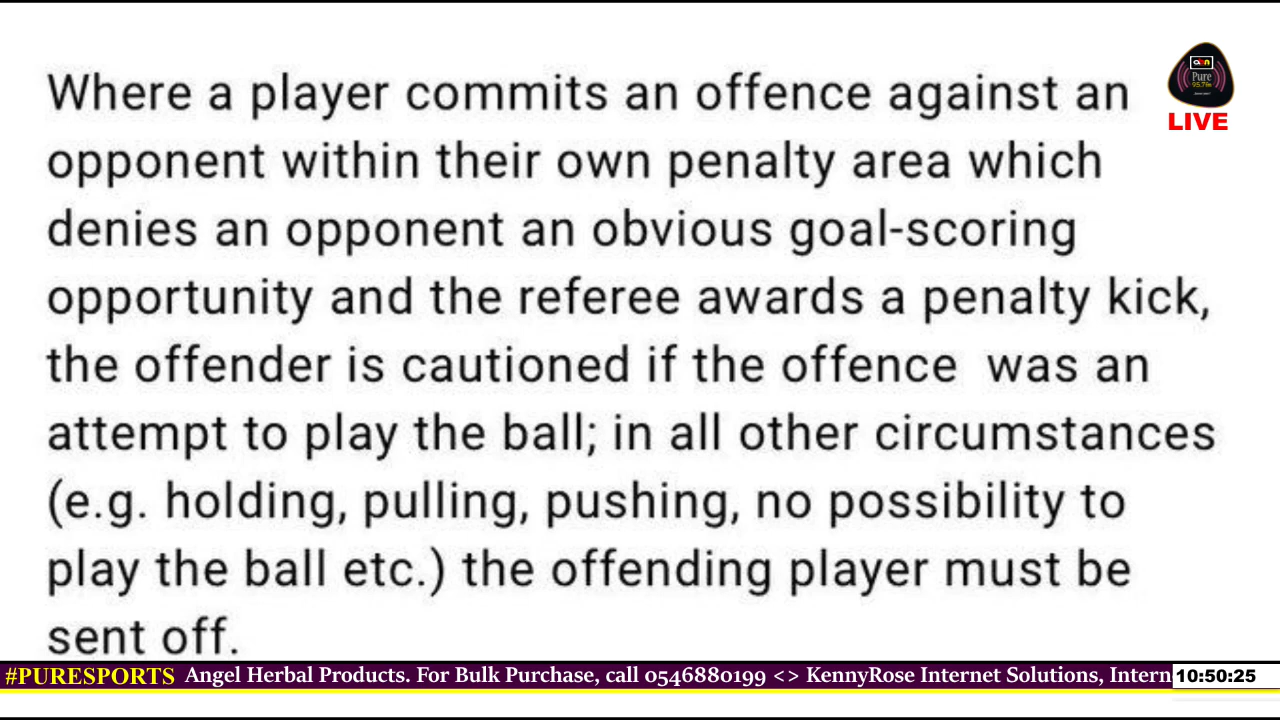 Where a player commits an offence against an
opponent within their own penalty area which
denies an opponent an obvious goal-scoring
opportunity and the referee awards a penalty kick,
the offender is cautioned if the offence was an
attempt to play the ball; in all other circumstances
(e.g. holding, pulling, pushing, no possibility to
play the ball etc.) the offending player must be
sent off.
Pure
95.7fm
LIVE
#PURESPORTS Angel Herbal Products. For Bulk Purchase, call 0546880199 <> KennyRose Internet Solutions, Intern
10:50:25